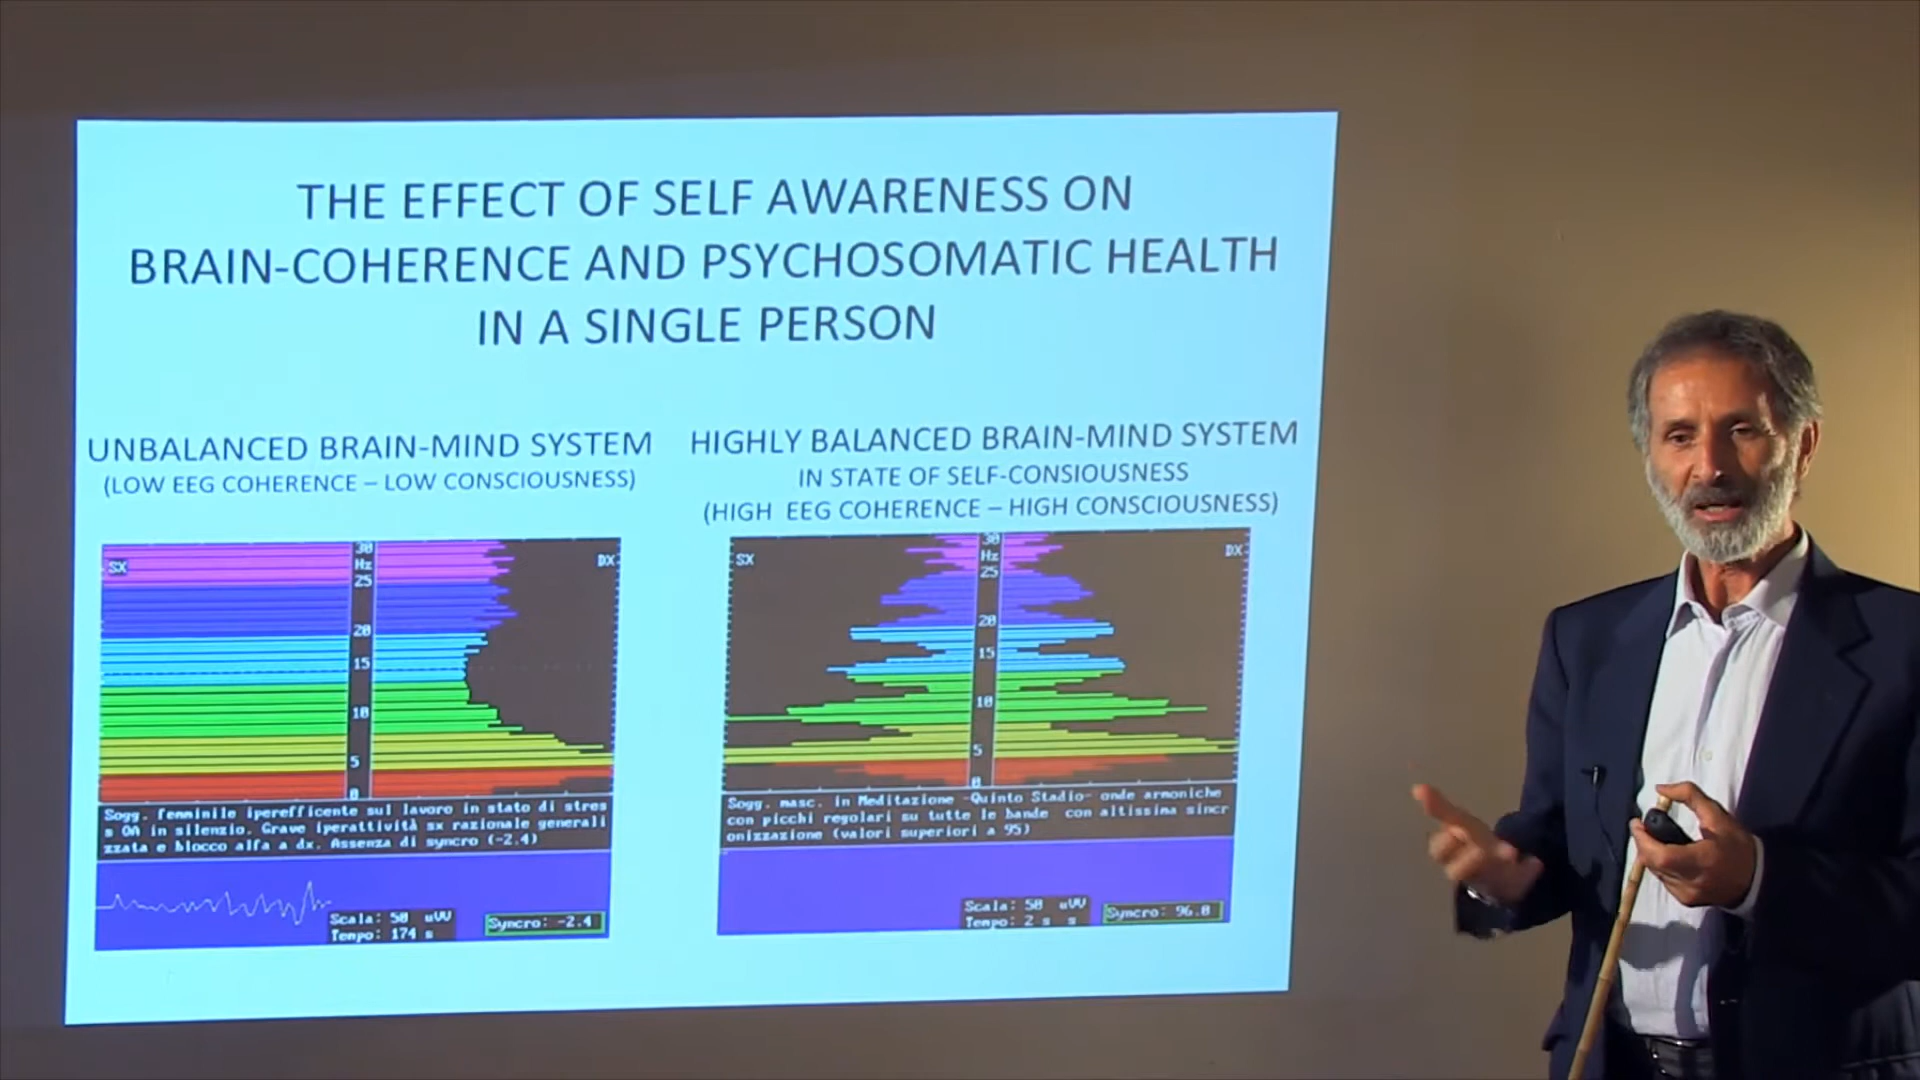 THE EFFECT OF SELF AWARENESS ON
BRAIN-COHERENCE AND PSYCHOSOMATIC HEALTH
IN A SINGLE PERSON
UNBALANCED BRAIN-MIND SYSTEM
(LOW EEG COHERENCE – LOW CONSCIOUSNESS)
SX
30
Hz
25
20
15
10
5
0
DX
Sogg. femminile iperefficente sul lavoro in stato di stres
s OA in silenzio. Grave iperattività sx razionale generali
zzata e blocco alfa a dx. Assenza di syncro (-2.4)
Scala: 50 uVV
Tempo: 174 s
Syncro: -2.4
HIGHLY BALANCED BRAIN-MIND SYSTEM
IN STATE OF SELF-CONSIOUSNESS
(HIGH EEG COHERENCE – HIGH CONSCIOUSNESS)
SX
30
Hz
25
20
15
10
5
0
DX
Sogg. masc. in Meditazione -Quinto Stadio- onde armoniche
con picchi regolari su tutte le bande con altissima sincr
onizzazione (valori superiori a 95)
Scala: 50 uVV
Tempo: 2 s s
Syncro: 96.0